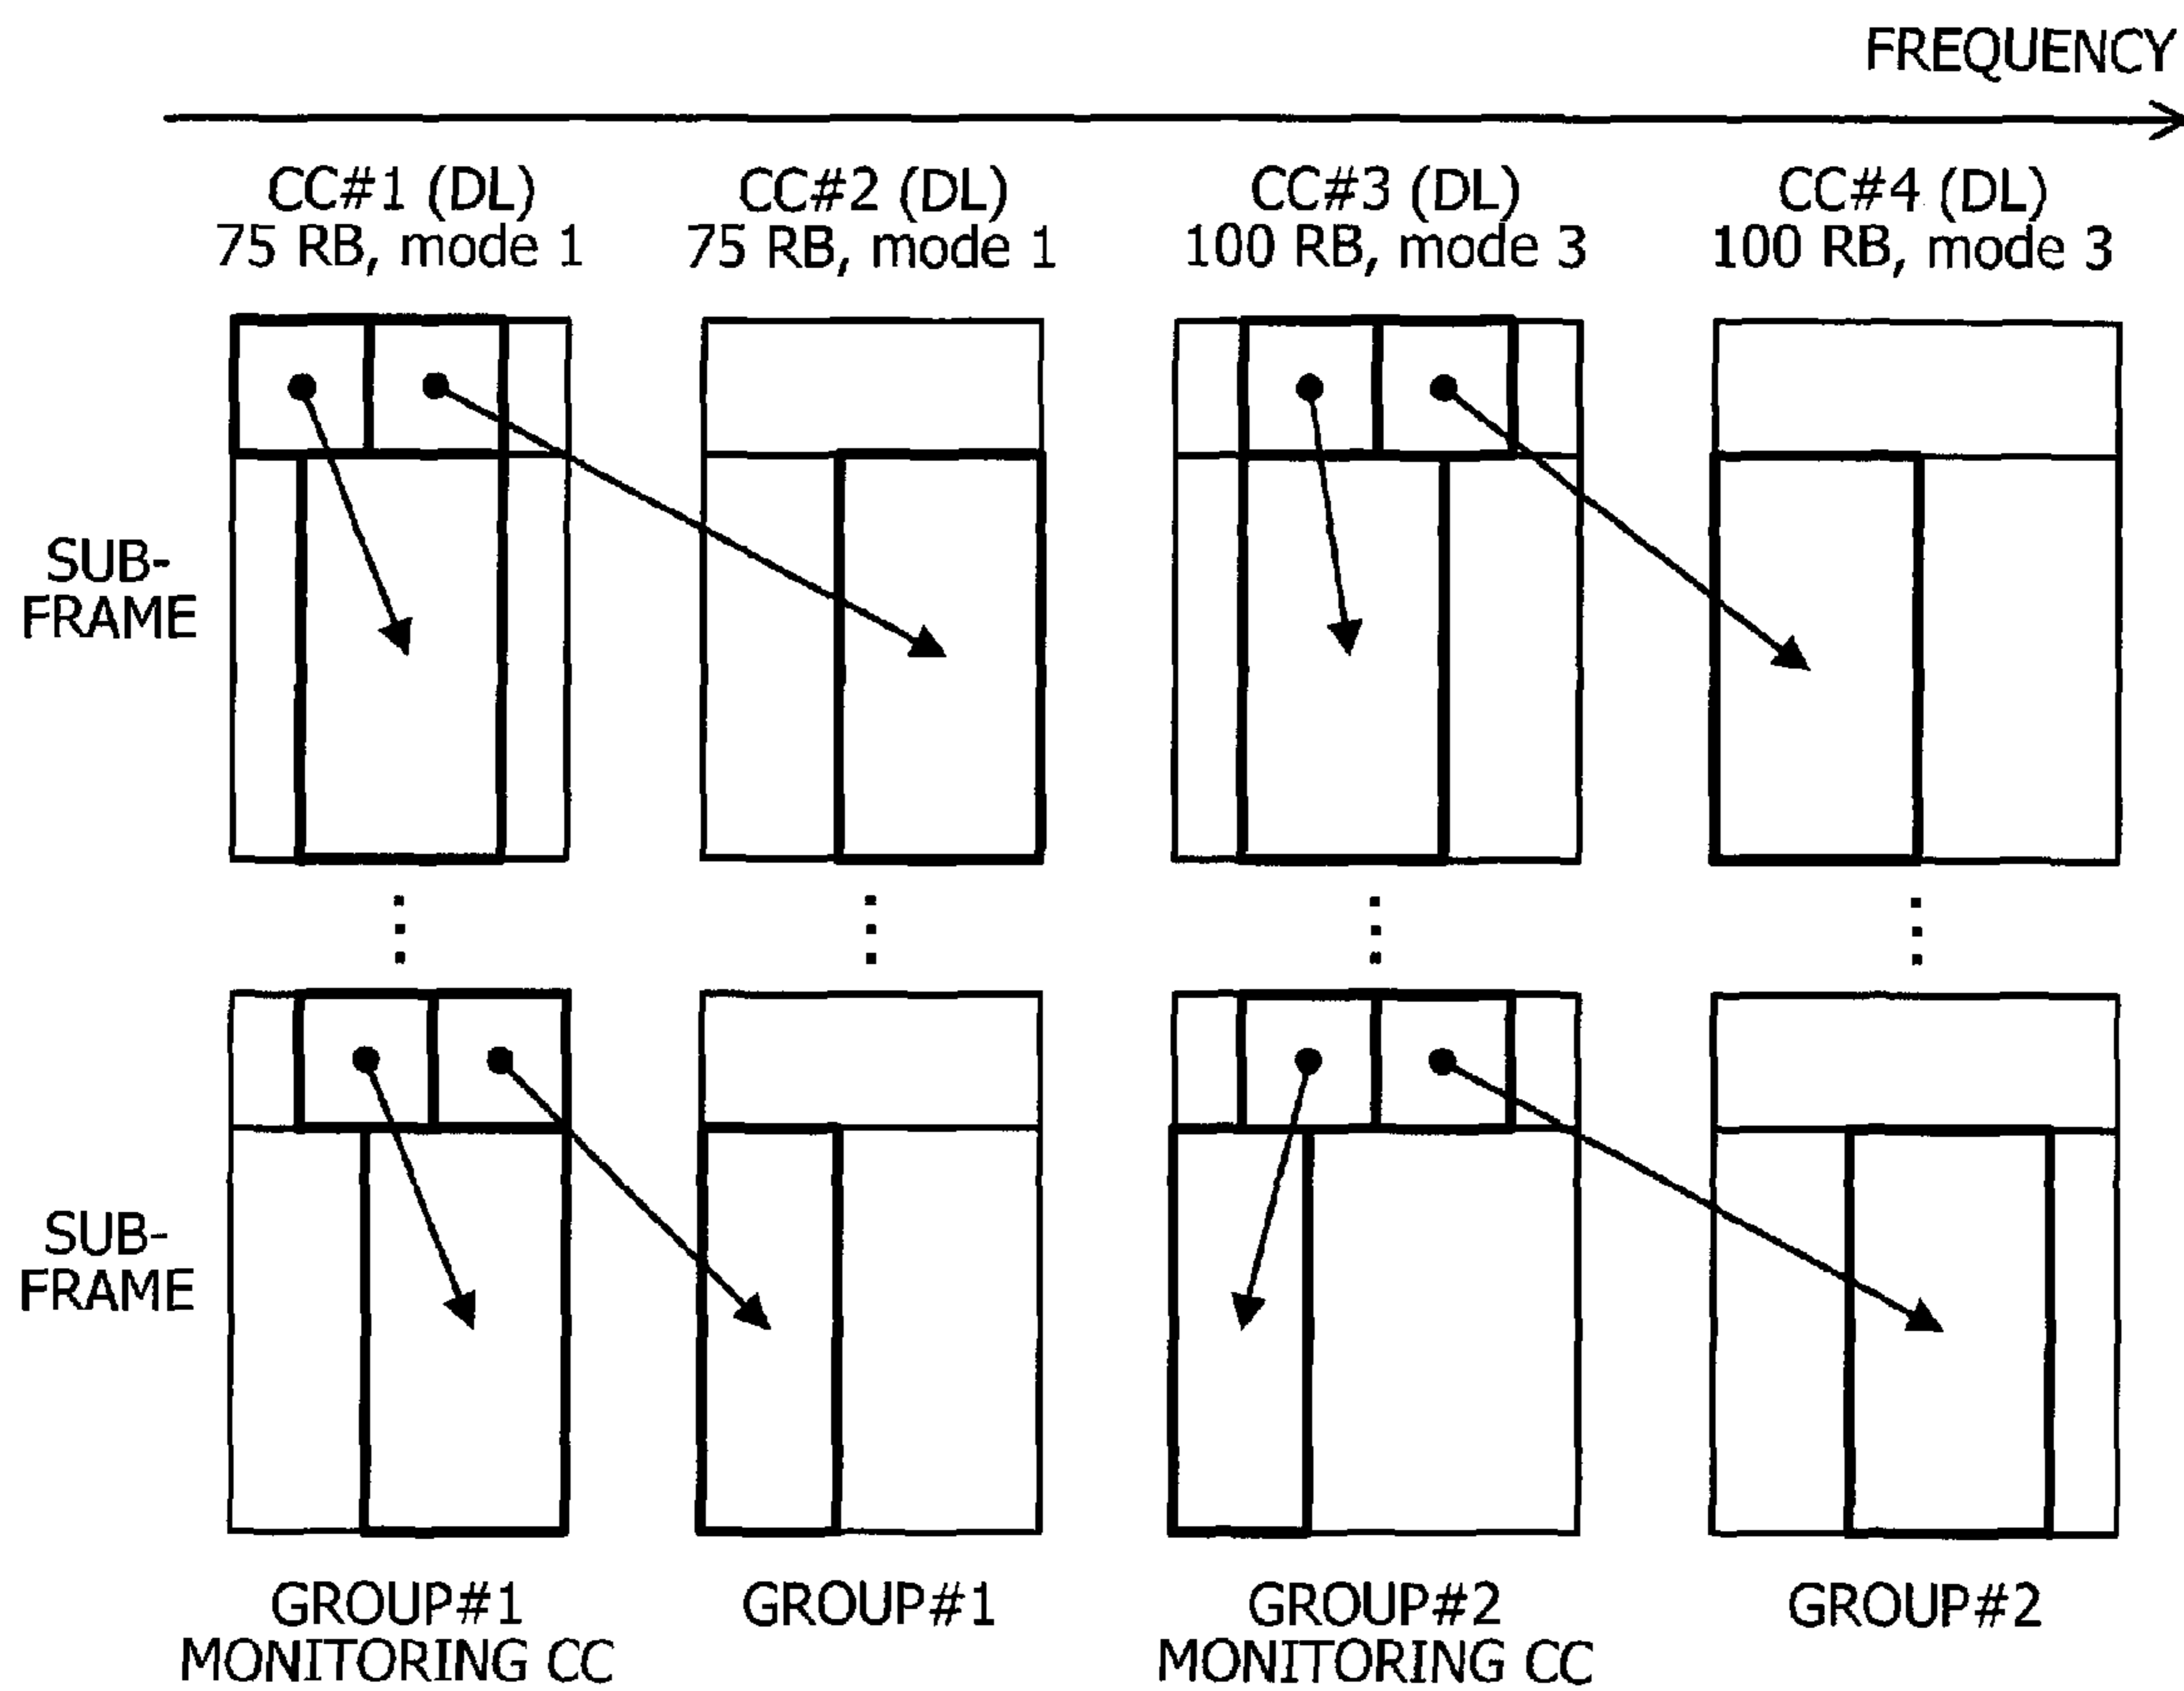 FREQUENCY
CC#1 (DL)
75 RB, mode 1
CC#2 (DL)
75 RB, mode 1
CC#3 (DL)
100 RB, mode 3
CC#4 (DL)
100 RB, mode 3
SUB-
FRAME
SUB-
FRAME
GROUP#1
MONITORING CC
GROUP#1
GROUP#2
MONITORING CC
GROUP#2